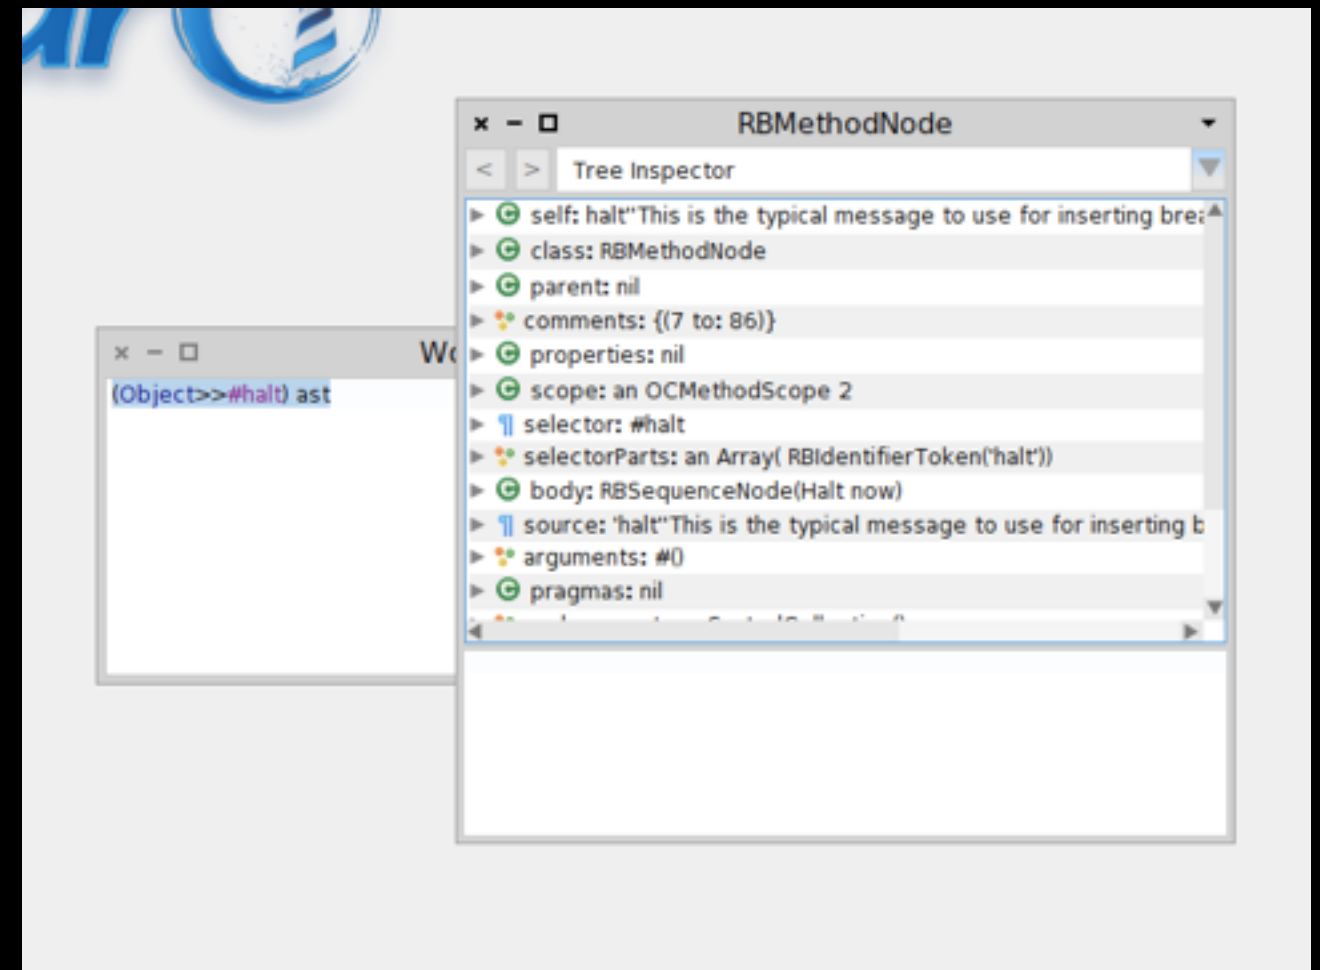 RBMethodNode
< > Tree Inspector
self: halt"This is the typical message to use for inserting brea
class: RBMethodNode
parent: nil
comments: {(7 to: 86)}
properties: nil
scope: an OCMethodScope 2
selector: #halt
selectorParts: an Array( RBIdentifierToken('halt'))
body: RBSequenceNode(Halt now)
source: 'halt"This is the typical message to use for inserting b
arguments: #()
pragmas: nil
Wo
(Object>>#halt) ast